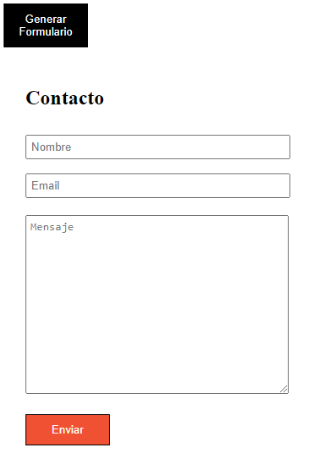 Generar
Formulario
Contacto
Nombre
Email
Mensaje
Enviar